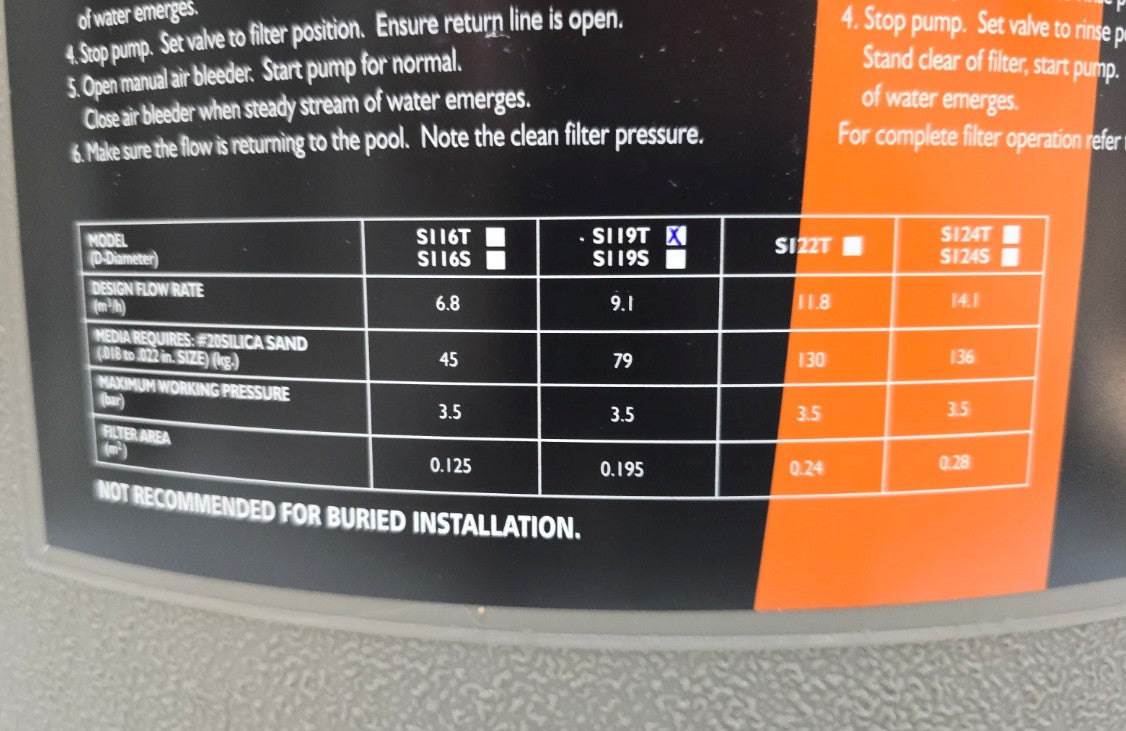 of water emerges.
4. Stop pump. Set valve to filter position. Ensure return line is open.
5. Open manual air bleeder. Start pump for normal.
Close air bleeder when steady stream of water emerges.
6. Make sure the flow is returning to the pool. Note the clean filter pressure.
4. Stop pump. Set valve to rinse
Stand clear of filter, start pump.
of water emerges.
For complete filter operation refer
MODEL (D-Diameter) S116T S116S S119T X S119S S122T S124T S124S
DESIGN FLOW RATE (m³/h) 6.8 9.1 11.8 14.1
MEDIA REQUIRES: #20SILICA SAND (.018 to .022 in. SIZE) (kg.) 45 79 130 136
MAXIMUM WORKING PRESSURE (bar) 3.5 3.5 3.5 3.5
FILTER AREA (m²) 0.125 0.195 0.24 0.28
NOT RECOMMENDED FOR BURIED INSTALLATION.